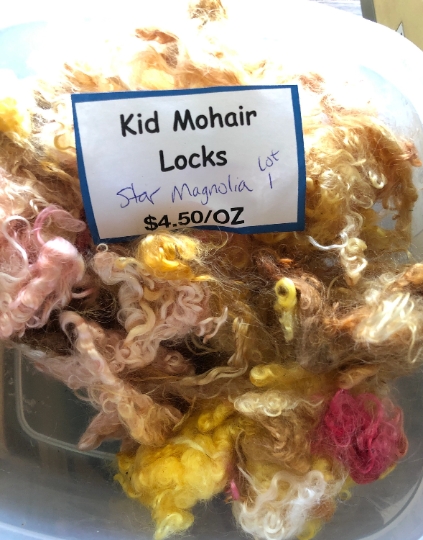 Kid Mohair
Locks
Star Magnolia Lot 1
$4.50/OZ